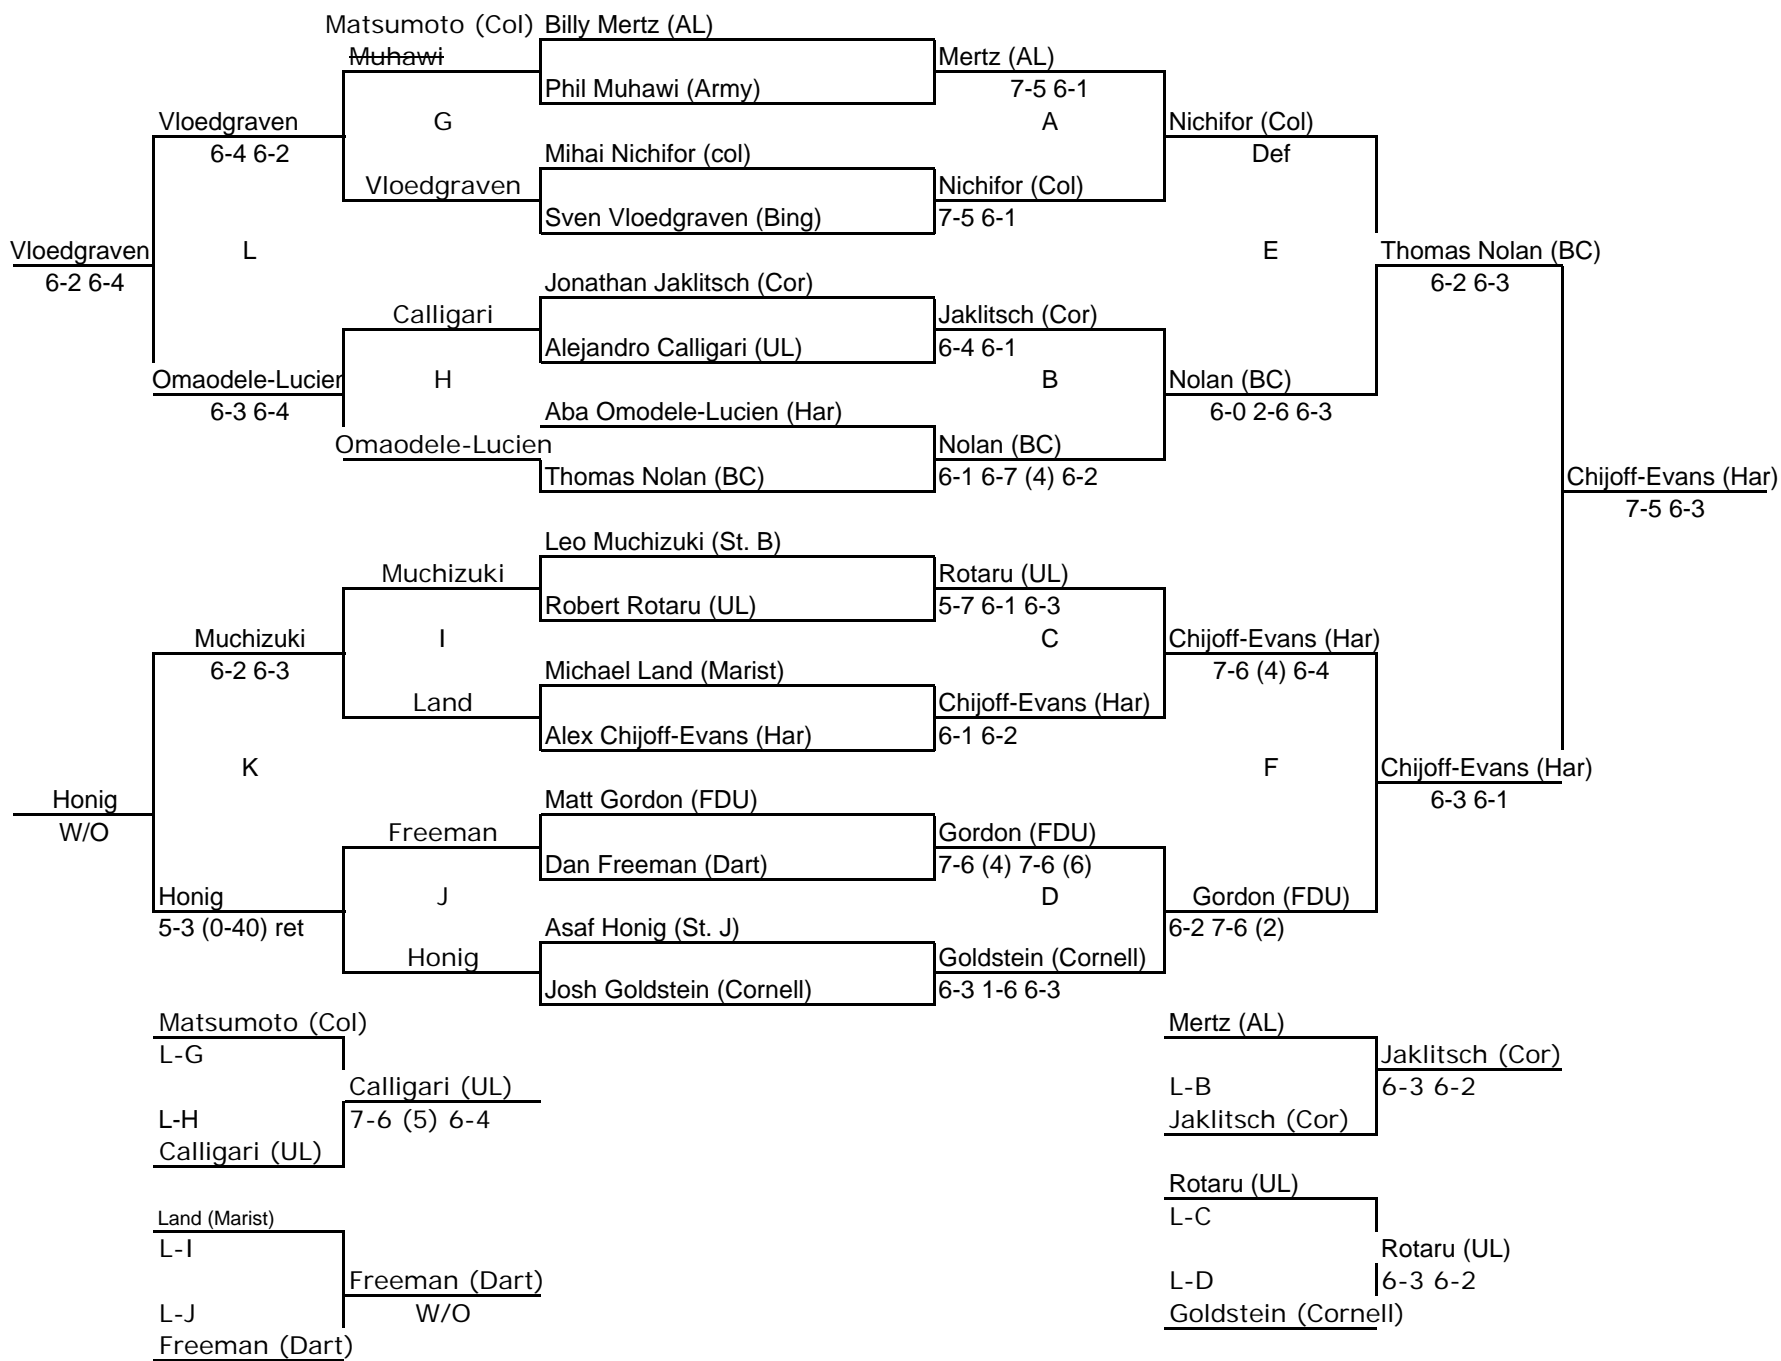 Matsumoto (Col) Billy Mertz (AL)
Muhawi Mertz (AL)
Phil Muhawi (Army) 7-5 6-1
Vloedgraven G A Nichifor (Col)
6-4 6-2 Mihai Nichifor (col) Def
Vloedgraven Nichifor (Col)
Sven Vloedgraven (Bing) 7-5 6-1
Vloedgraven L E Thomas Nolan (BC)
6-2 6-4 Jonathan Jaklitsch (Cor) 6-2 6-3
Calligari Jaklitsch (Cor)
Alejandro Calligari (UL) 6-4 6-1
Omaodele-Lucier H B Nolan (BC)
6-3 6-4 Aba Omodele-Lucien (Har) 6-0 2-6 6-3
Omaodele-Lucien Nolan (BC)
Thomas Nolan (BC) 6-1 6-7 (4) 6-2 Chijoff-Evans (Har)
7-5 6-3
Leo Muchizuki (St. B)
Muchizuki Rotaru (UL)
Robert Rotaru (UL) 5-7 6-1 6-3
Muchizuki I C Chijoff-Evans (Har)
6-2 6-3 Michael Land (Marist) 7-6 (4) 6-4
Land Chijoff-Evans (Har)
Alex Chijoff-Evans (Har) 6-1 6-2
K F Chijoff-Evans (Har)
Honig Matt Gordon (FDU) 6-3 6-1
W/O Freeman Gordon (FDU)
Dan Freeman (Dart) 7-6 (4) 7-6 (6)
Honig J D Gordon (FDU)
5-3 (0-40) ret Asaf Honig (St. J) 6-2 7-6 (2)
Honig Goldstein (Cornell)
Josh Goldstein (Cornell) 6-3 1-6 6-3
Matsumoto (Col) Mertz (AL)
L-G Jaklitsch (Cor)
Calligari (UL) L-B 6-3 6-2
L-H 7-6 (5) 6-4 Jaklitsch (Cor)
Calligari (UL)
Rotaru (UL)
Land (Marist) L-C
L-I Rotaru (UL)
Freeman (Dart) L-D 6-3 6-2
L-J W/O Goldstein (Cornell)
Freeman (Dart)